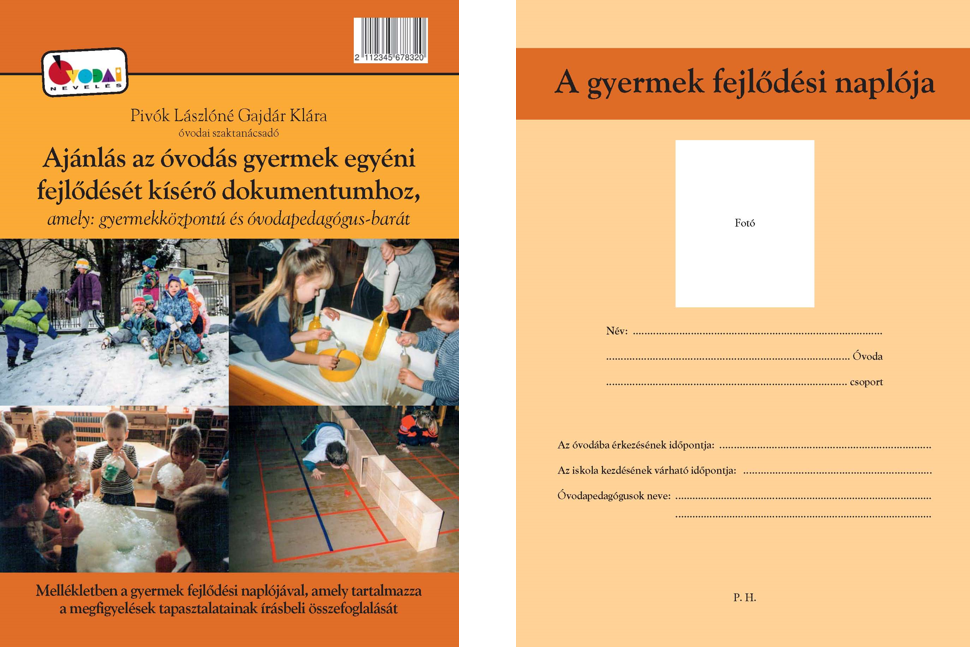 2 112345 678320
ÓVODAI
NEVELÉS
Pivók Lászlóné Gajdár Klára
óvodai szaktanácsadó
Ajánlás az óvodás gyermek egyéni
fejlődését kísérő dokumentumhoz,
amely: gyermekközpontú és óvodapedagógus-barát
Mellékletben a gyermek fejlődési naplójával, amely tartalmazza
a megfigyelések tapasztalatainak írásbeli összefoglalását
A gyermek fejlődési naplója
Fotó
Név: ........................................................................................
...................................................................................... Óvoda
..................................................................................... csoport
Az óvodába érkezésének időpontja: ...........................................................................
Az iskola kezdésének várható időpontja: ...................................................................
Óvodapedagógusok neve: ...........................................................................................
...........................................................................................
P. H.